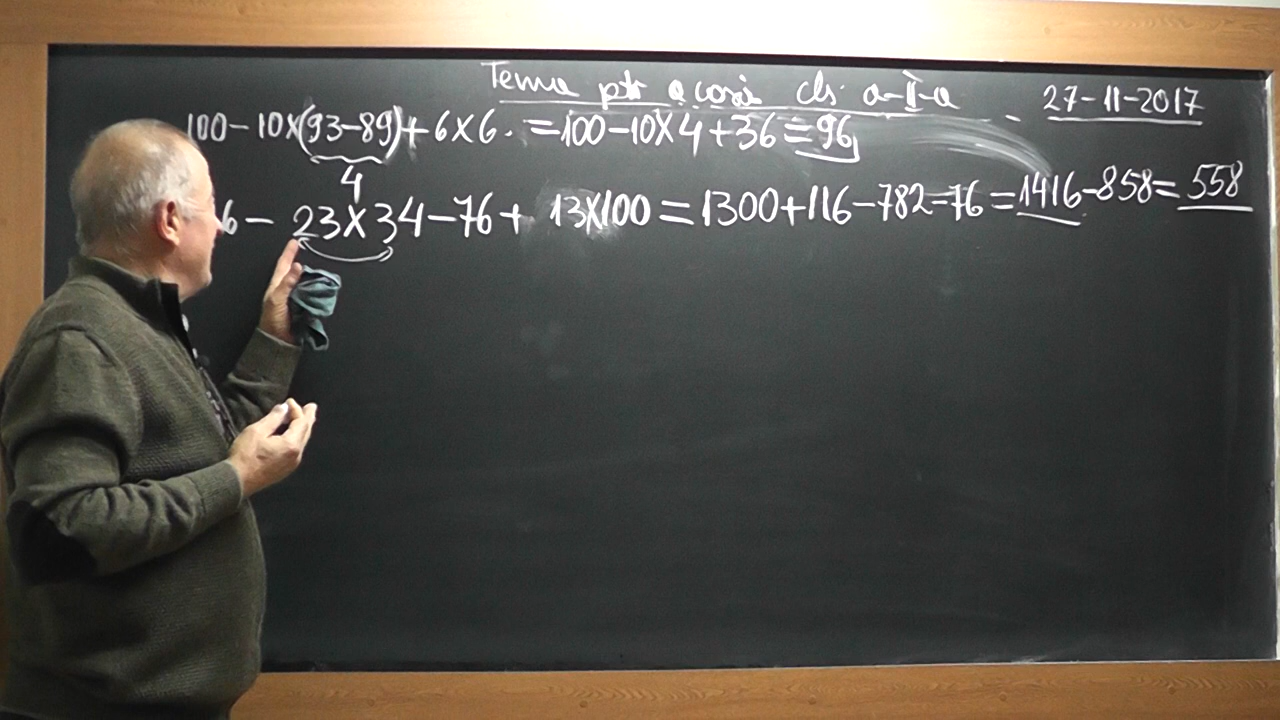 Tema ptr acasă cls. a-II-a - 27-11-2017
100-10x(93-89)+6x6. =100-10x4+36=96
4
6- 23x34-76+ 13x100=1300+116-782-76=1416-858=558